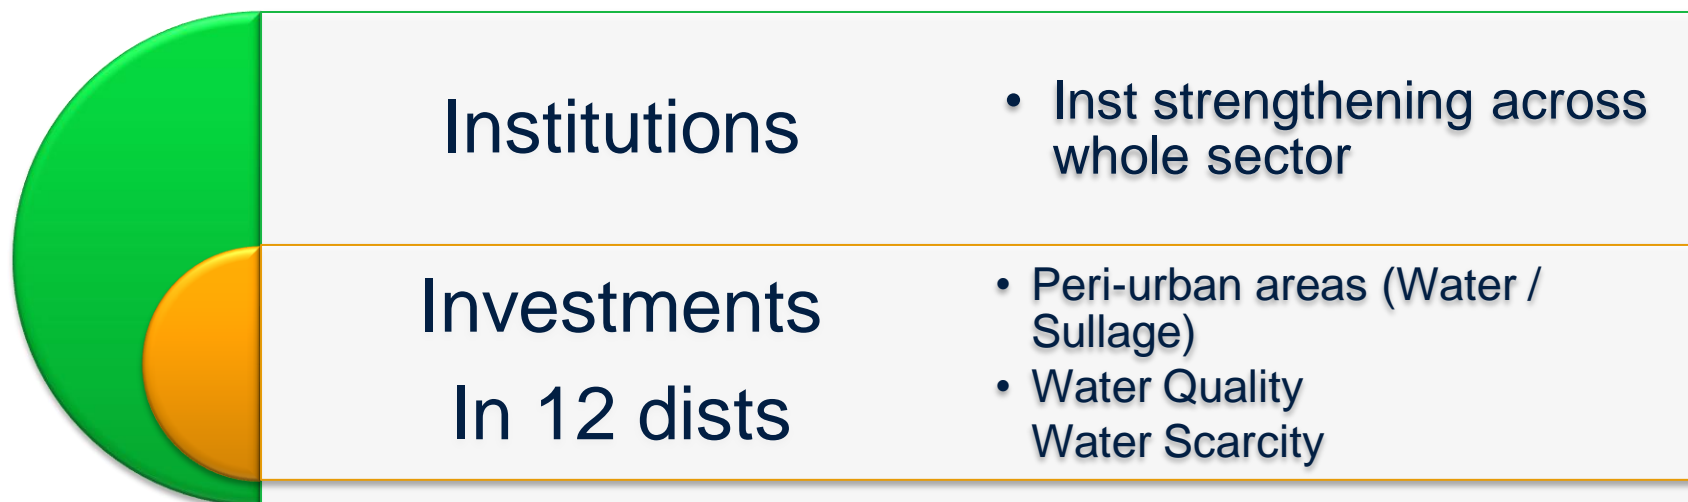 Institutions
• Inst strengthening across
whole sector
Investments
In 12 dists
• Peri-urban areas (Water /
Sullage)
• Water Quality
Water Scarcity